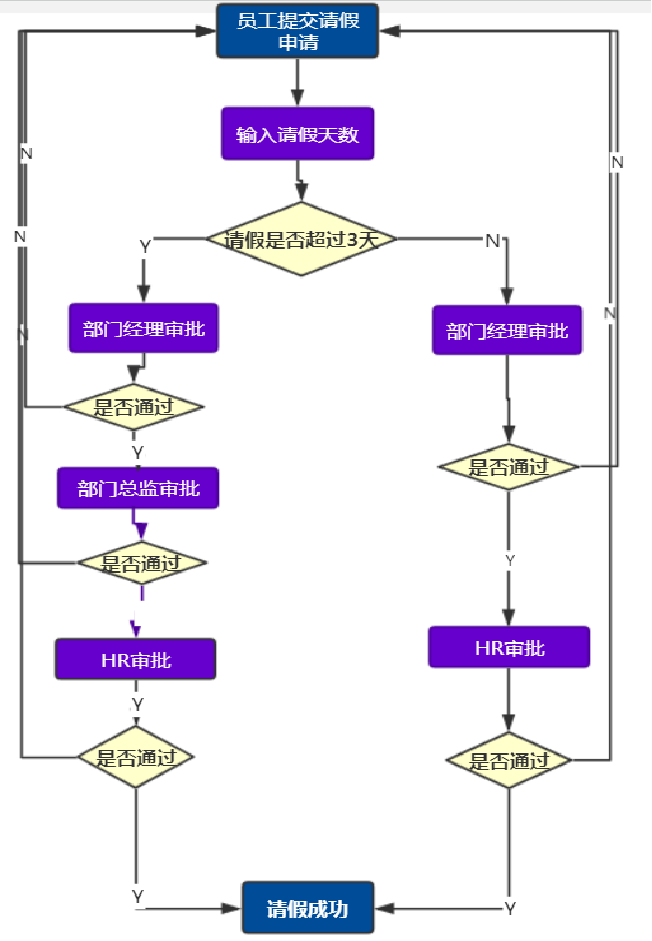 员工提交请假
申请
输入请假天数
N
N
请假是否超过3天
N
Y
N
N
部门经理审批
部门经理审批
N
N
是否通过
Y
是否通过
部门总监审批
是否通过
Y
HR审批
HR审批
Y
是否通过
是否通过
Y
请假成功
Y